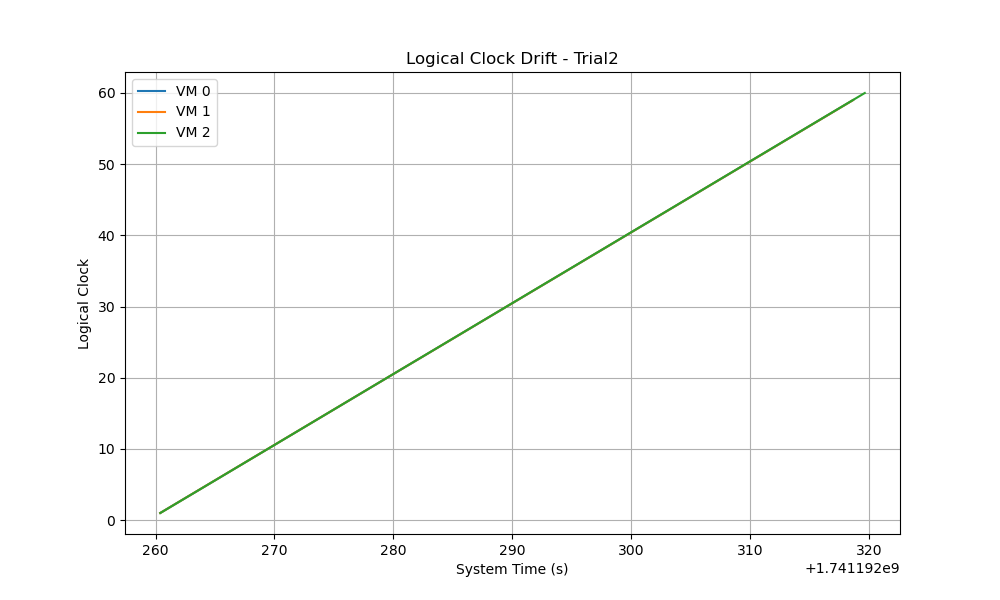 Logical Clock Drift - Trial2
VM 0
VM 1
VM 2
60
50
40
30
20
10
0
Logical Clock
260 270 280 290 300 310 320
System Time (s)
+1.741192e9